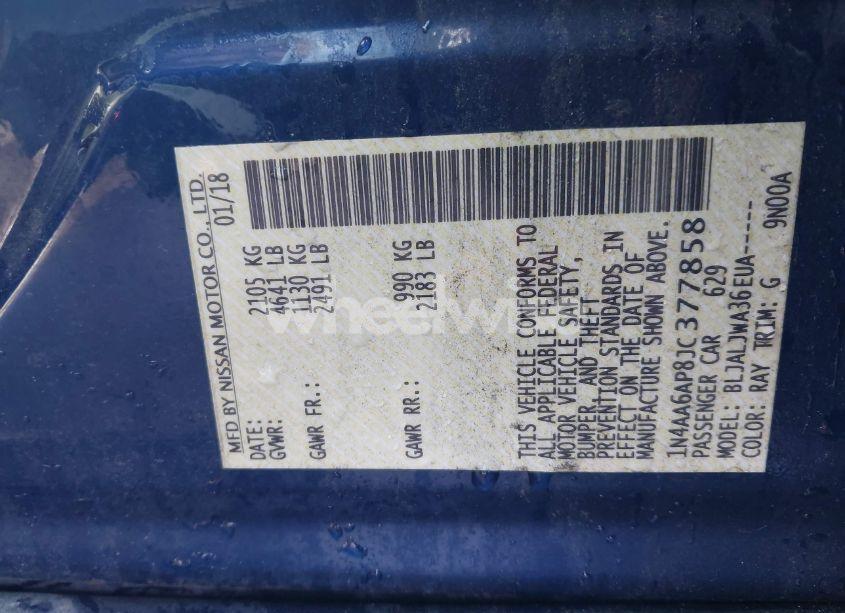 MFD BY NISSAN MOTOR CO., LTD.
DATE: 01/18
GVWR: 2105 KG
4641 LB
GAWR FR.: 1130 KG
2491 LB
GAWR RR.: 990 KG
2183 LB
THIS VEHICLE CONFORMS TO
ALL APPLICABLE FEDERAL
MOTOR VEHICLE SAFETY,
BUMPER, AND THEFT
PREVENTION STANDARDS IN
EFFECT ON THE DATE OF
MANUFACTURE SHOWN ABOVE.
1N4AA6AP8JC377858
PASSENGER CAR 629
MODEL: BLJALJWA36EUA-----
COLOR: RAY TRIM: G 9N00A